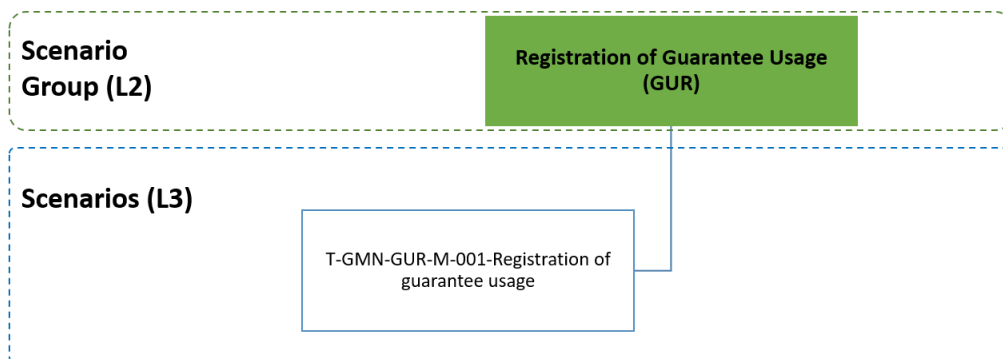 Scenario
Group (L2)
Registration of Guarantee Usage
(GUR)
Scenarios (L3)
T-GMN-GUR-M-001-Registration of
guarantee usage